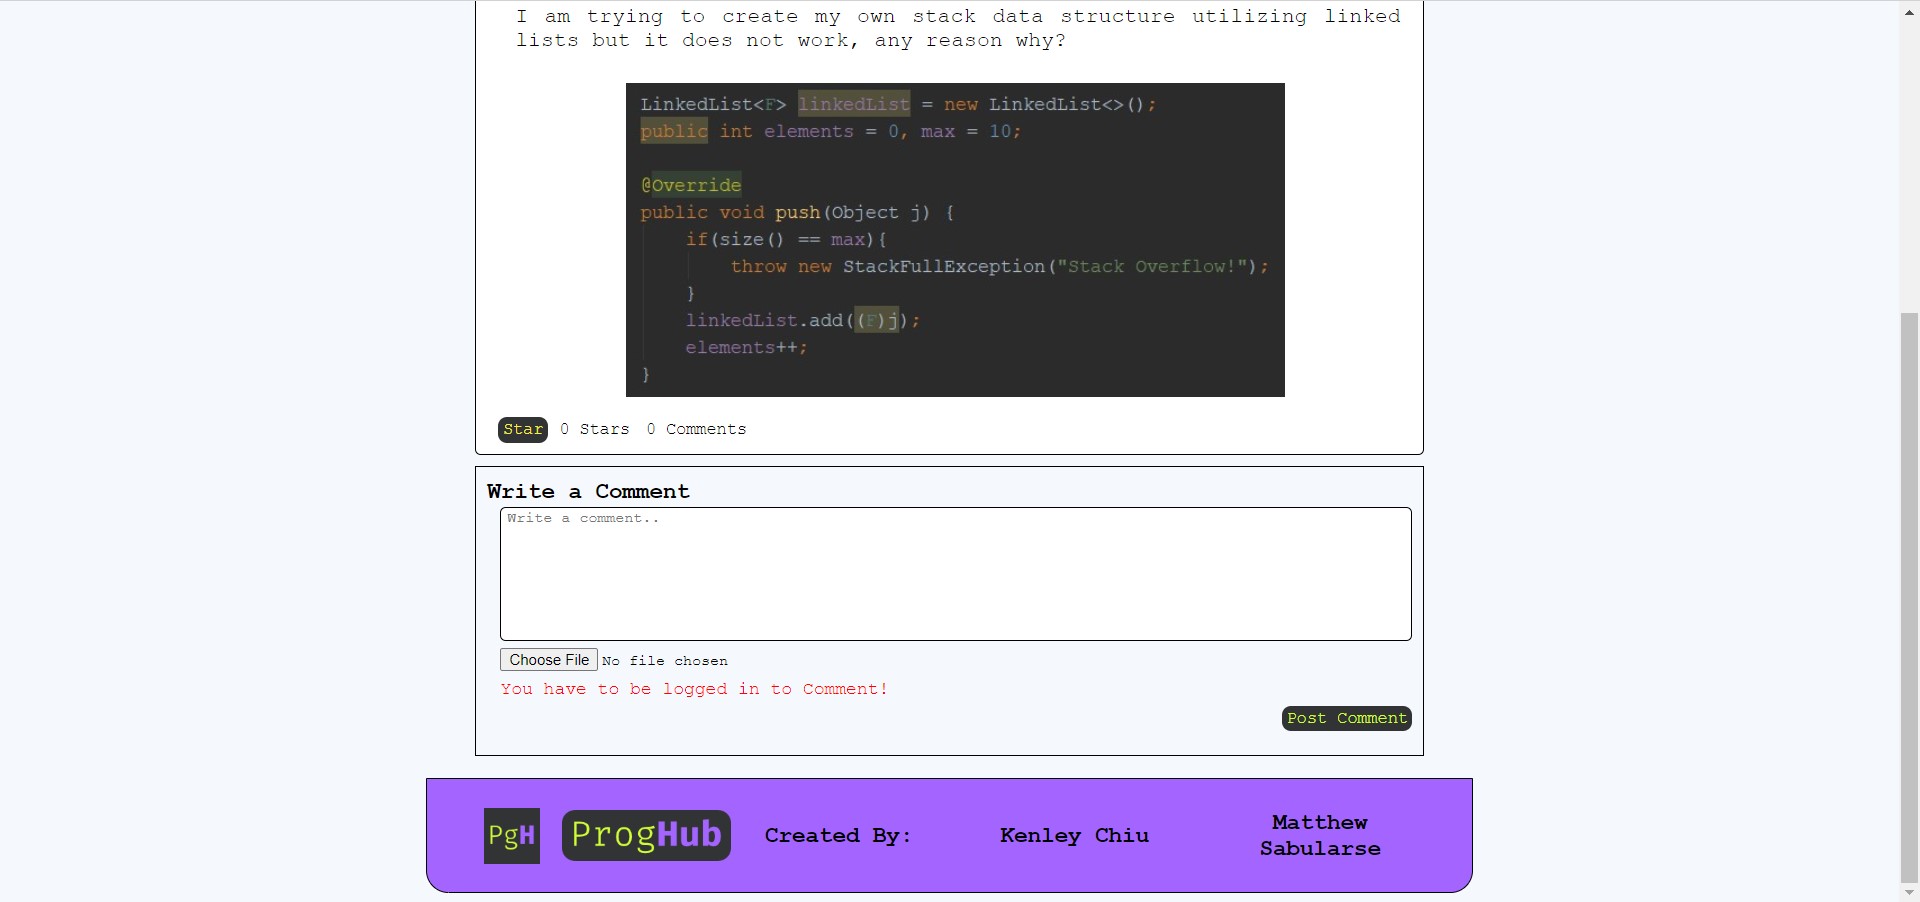 I am trying to create my own stack data structure utilizing linked
lists but it does not work, any reason why?
LinkedList<F> linkedList = new LinkedList<>();
public int elements = 0, max = 10;
@Override
public void push(Object j) {
if(size() == max){
throw new StackFullException("Stack Overflow!");
}
linkedList.add((F)j);
elements++;
}
Star 0 Stars 0 Comments
Write a Comment
Write a comment..
Choose File No file chosen
You have to be logged in to Comment!
Post Comment
PgH ProgHub Created By: Kenley Chiu Matthew
Sabularse